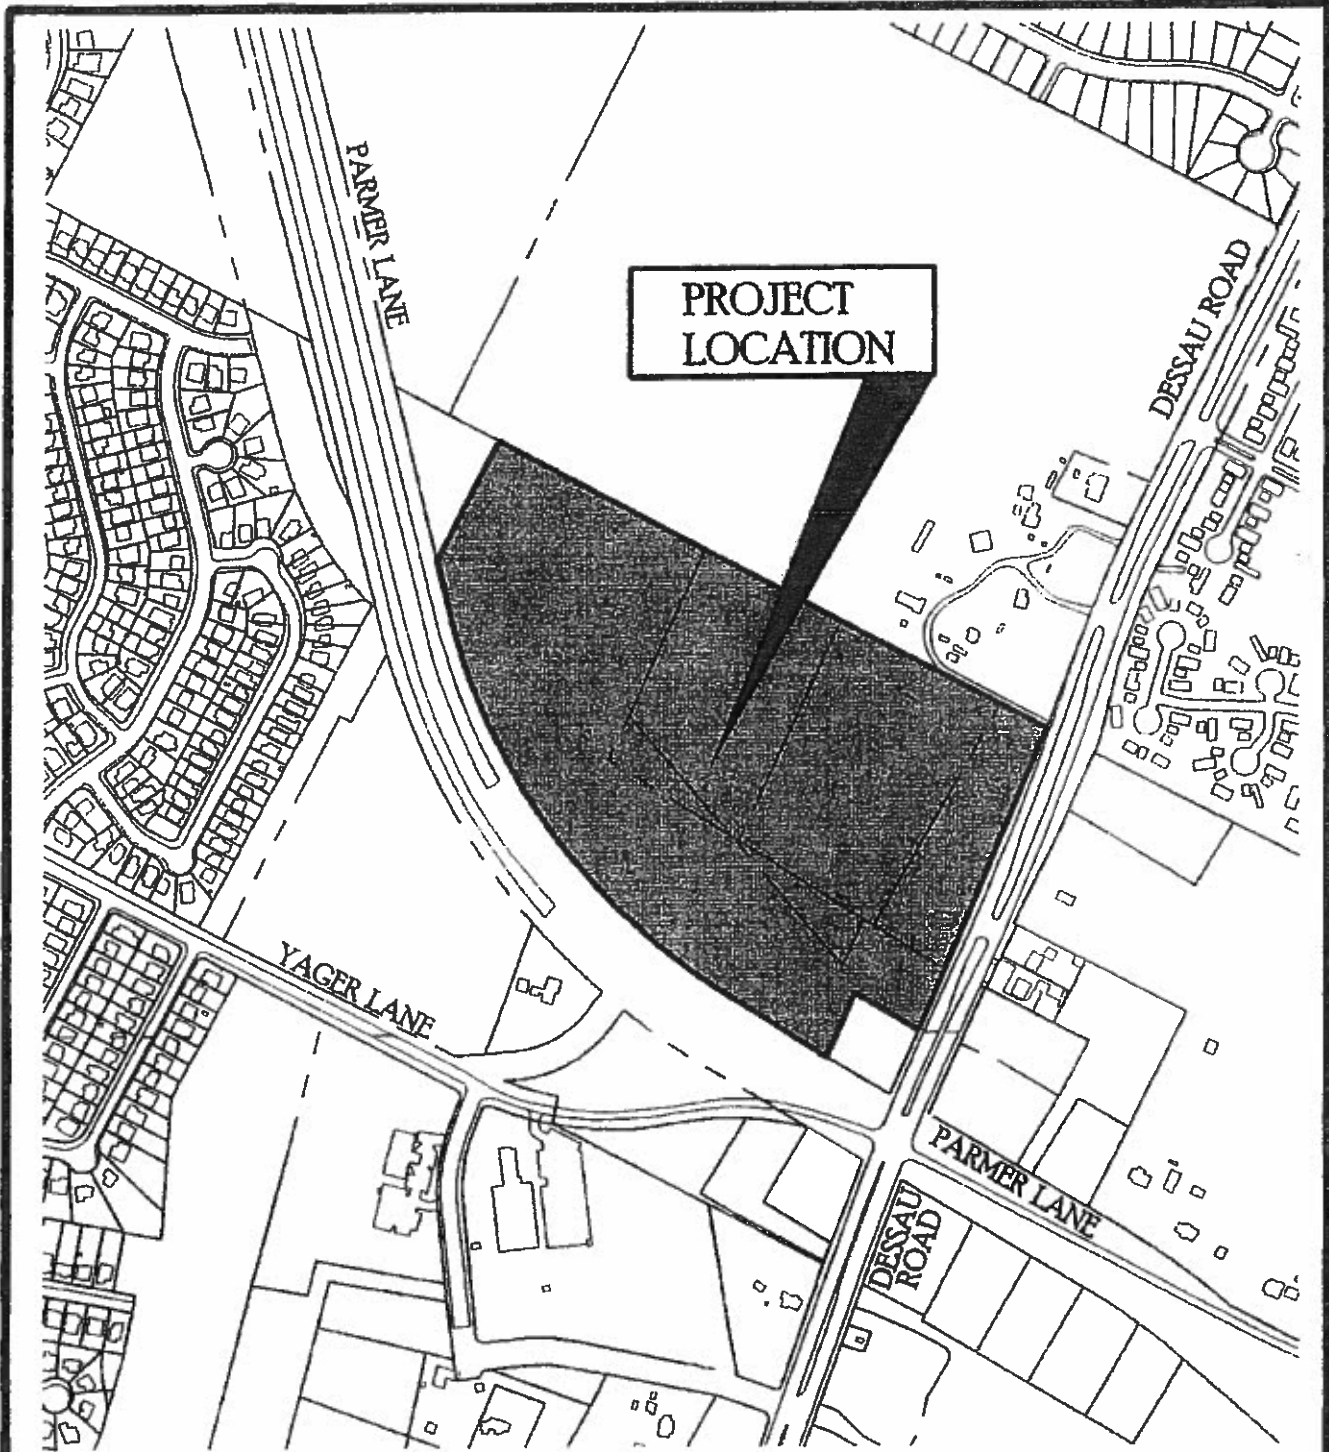 PARMER LANE
PROJECT
LOCATION
DESSAU ROAD
YAGER LANE
PARMER LANE
DESSAU
ROAD